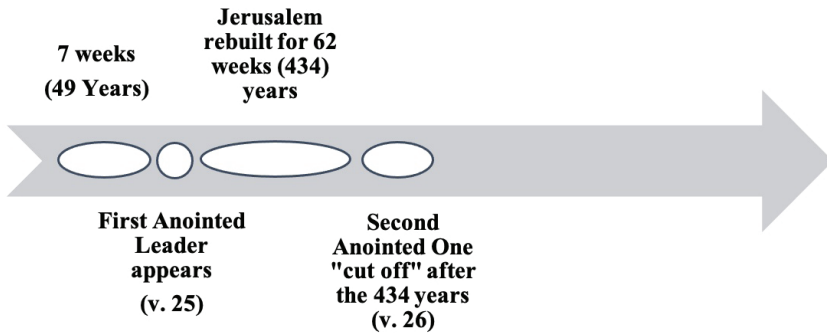 7 weeks
(49 Years)
Jerusalem
rebuilt for 62
weeks (434)
years
First Anointed
Leader
appears
(v. 25)
Second
Anointed One
"cut off" after
the 434 years
(v. 26)